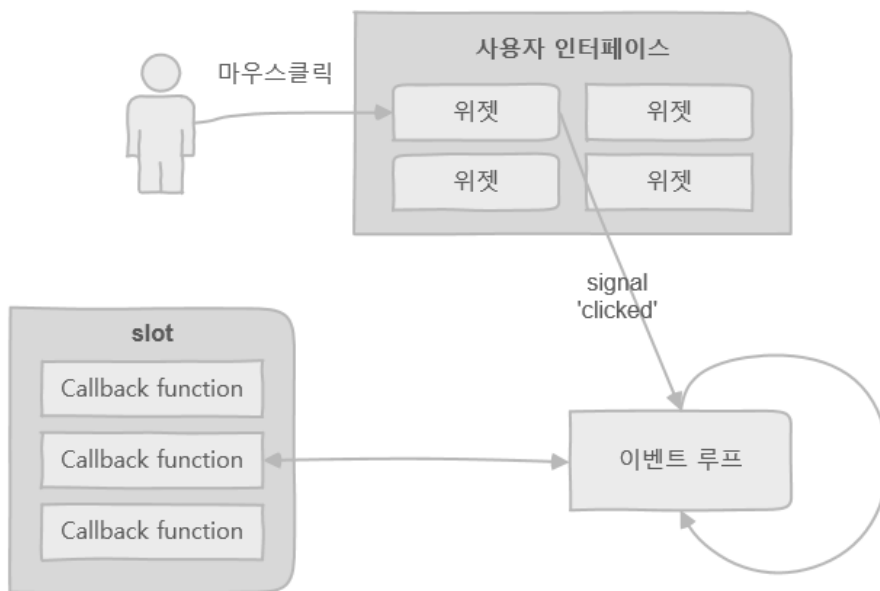 사용자 인터페이스
마우스클릭
위젯
위젯
위젯
위젯
signal
'clicked'
slot
Callback function
Callback function
Callback function
이벤트 루프